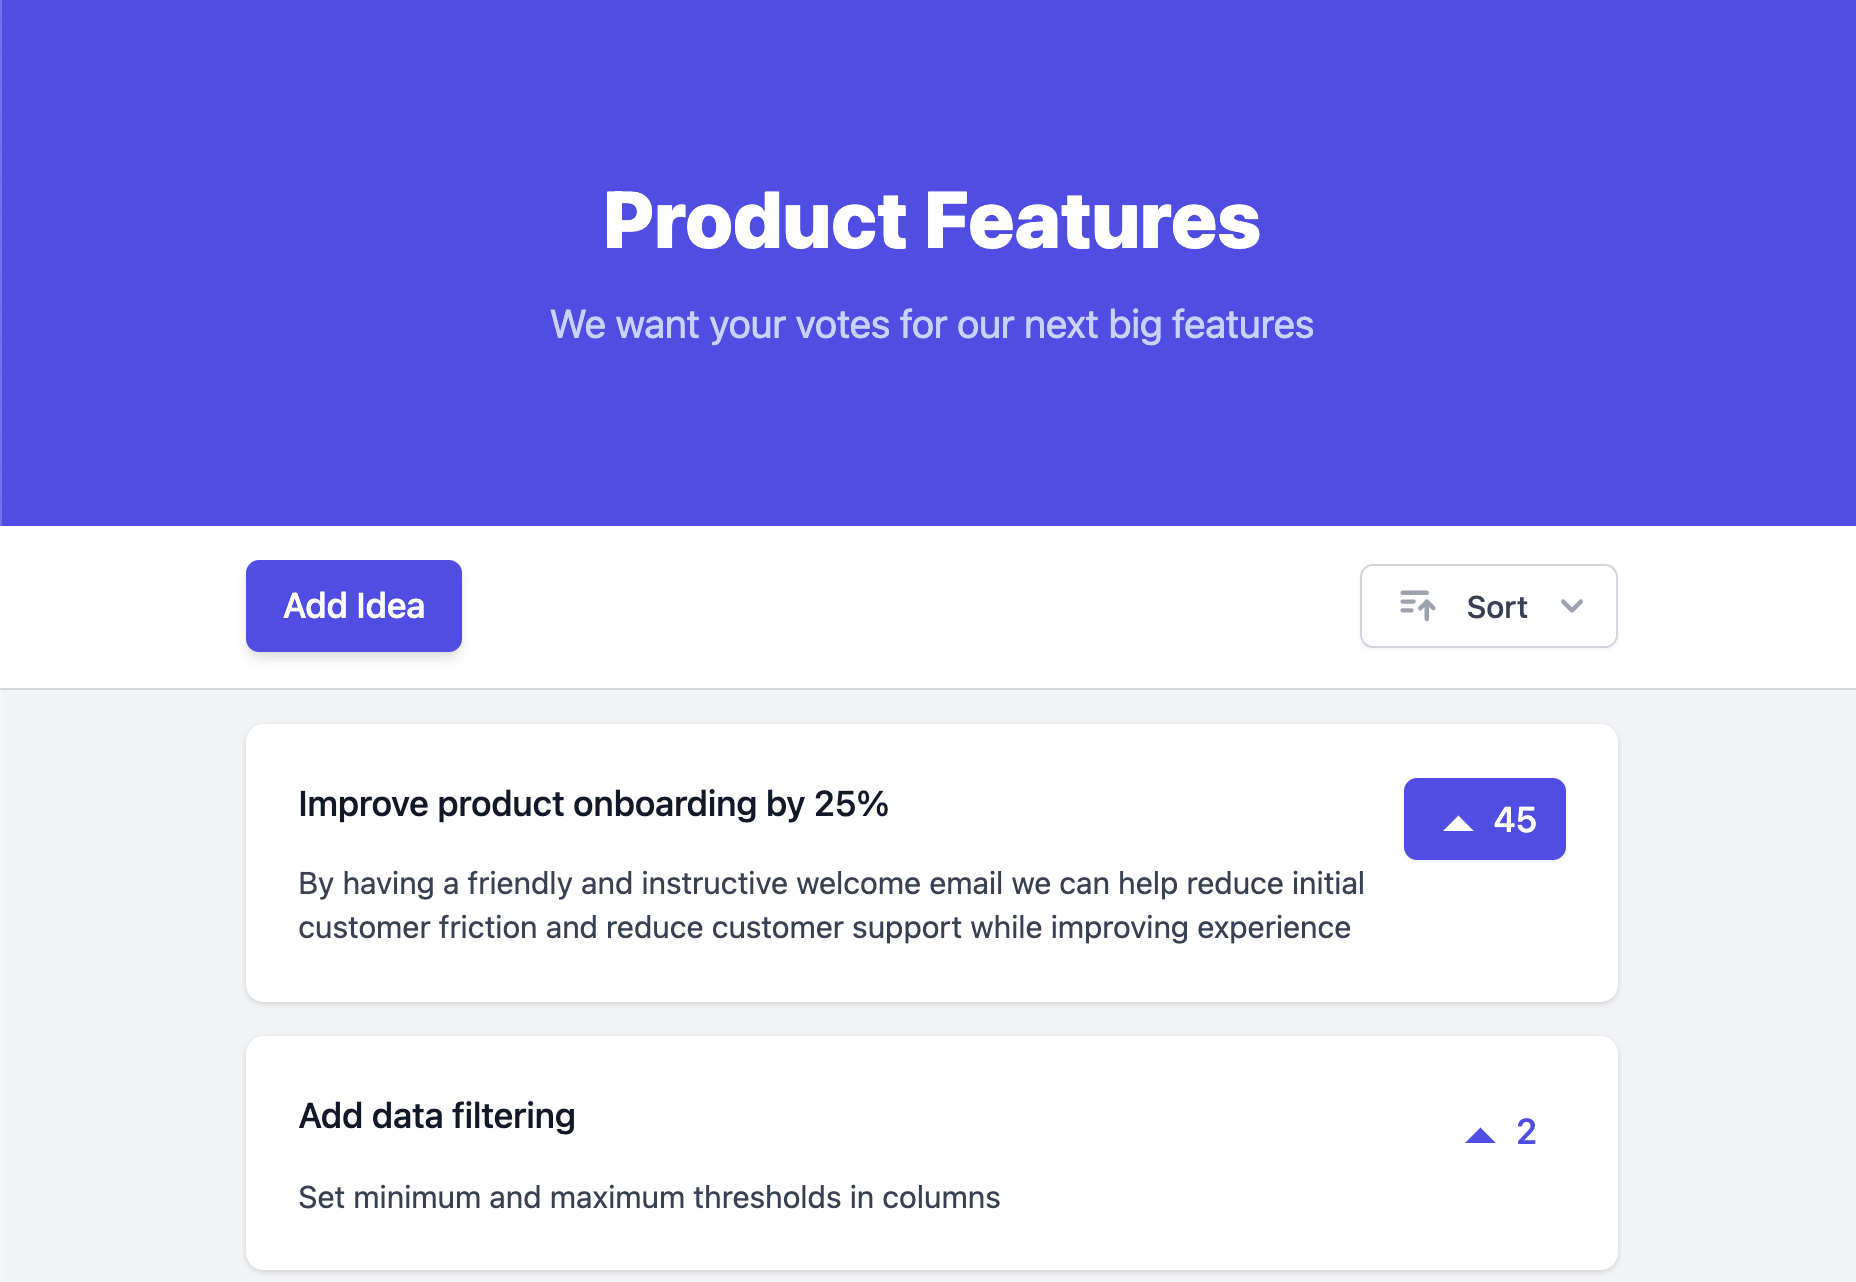 Product Features
We want your votes for our next big features
Add Idea
Sort
Improve product onboarding by 25%
45
By having a friendly and instructive welcome email we can help reduce initial
customer friction and reduce customer support while improving experience
Add data filtering
2
Set minimum and maximum thresholds in columns